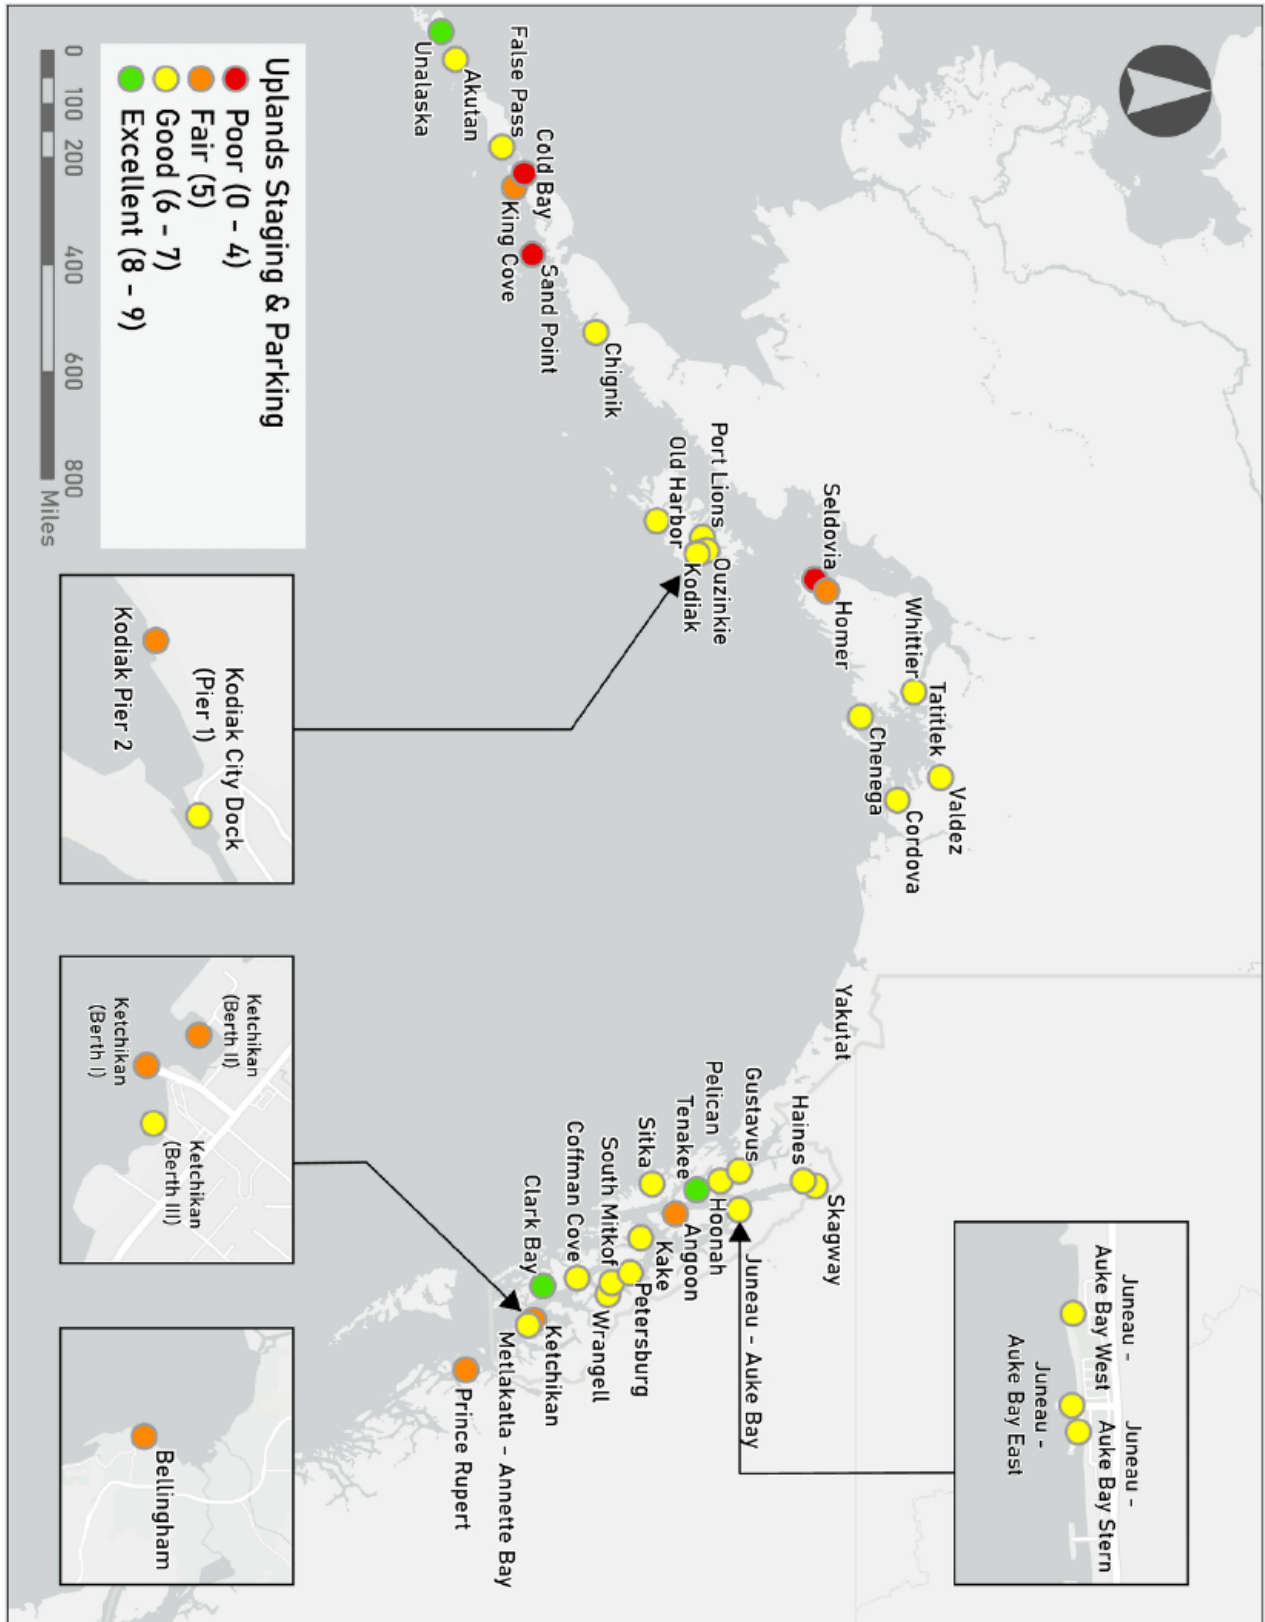 Unalaska
Akutan
False Pass
Cold Bay
King Cove
Sand Point
Chignik
Port Lions
Old Harbor
Ouzinkie
Kodiak
Seldovia
Homer
Whittier
Tatitlek
Chenega
Valdez
Cordova
Yakutat
Haines
Skagway
Gustavus
Pelican
Hoonah
Tenakee
Angoon
Juneau - Auke Bay
Sitka
Kake
South Mitkof
Petersburg
Coffman Cove
Wrangell
Clark Bay
Ketchikan
Metlakatla - Annette Bay
Prince Rupert
Juneau -
Auke Bay West
Juneau -
Auke Bay Stern
Juneau -
Auke Bay East
Uplands Staging & Parking
Poor (0 - 4)
Fair (5)
Good (6 - 7)
Excellent (8 - 9)
0 100 200 400 600 800
Miles
Kodiak City Dock
(Pier 1)
Kodiak Pier 2
Ketchikan
(Berth II)
Ketchikan
(Berth I)
Ketchikan
(Berth III)
Bellingham